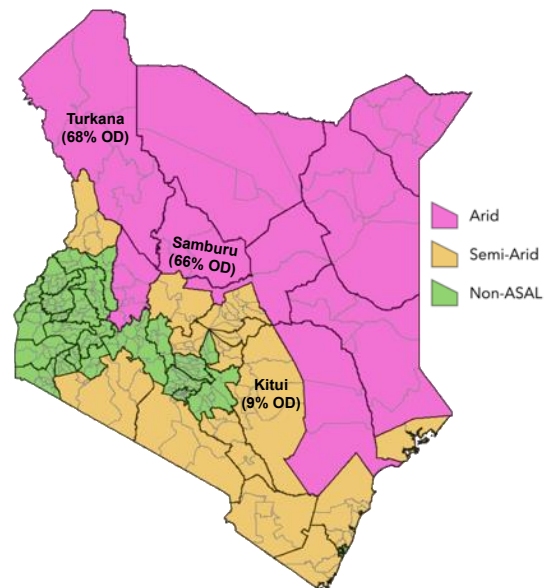 Turkana
(68% OD)
Samburu
(66% OD)
Kitui
(9% OD)
Arid
Semi-Arid
Non-ASAL